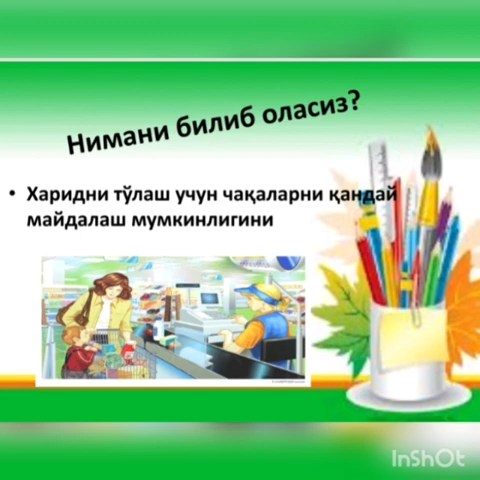 Нимани билиб оласиз?
• Харидни тўлаш учун чақаларни қандай
майдалаш мумкинлигини
InShOt